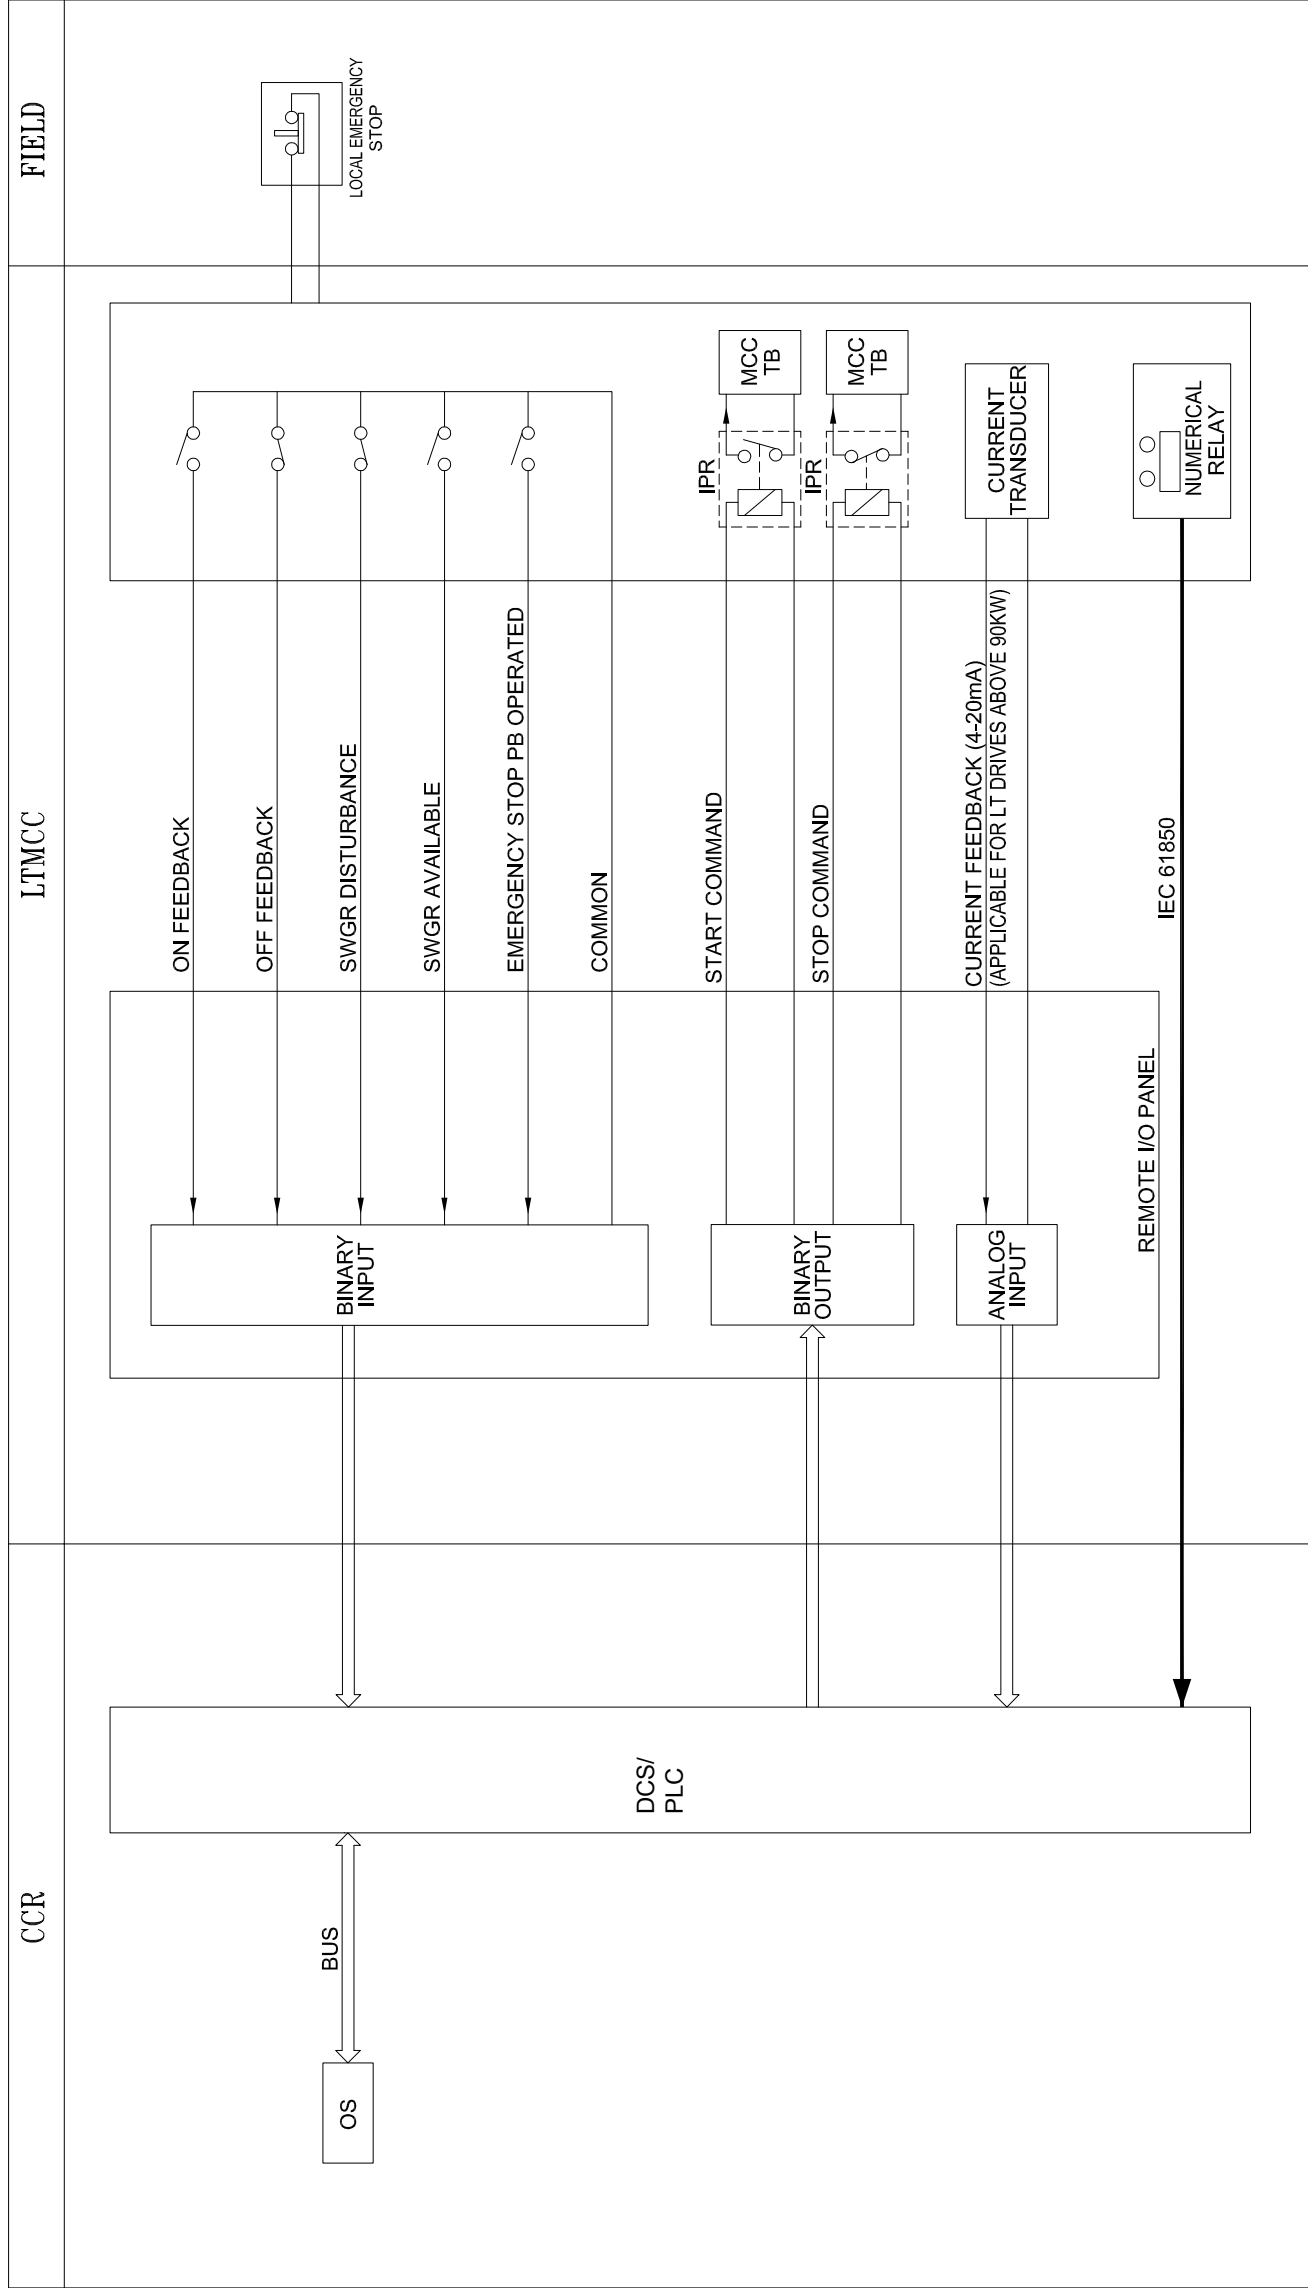 CCR
LTMCC
FIELD
OS
BUS
DCS/
PLC
BINARY
INPUT
BINARY
OUTPUT
ANALOG
INPUT
REMOTE I/O PANEL
ON FEEDBACK
OFF FEEDBACK
SWGR DISTURBANCE
SWGR AVAILABLE
EMERGENCY STOP PB OPERATED
COMMON
START COMMAND
STOP COMMAND
CURRENT FEEDBACK (4-20mA)
(APPLICABLE FOR LT DRIVES ABOVE 90KW)
IEC 61850
IPR
MCC
TB
IPR
MCC
TB
CURRENT
TRANSDUCER
NUMERICAL
RELAY
LOCAL EMERGENCY
STOP